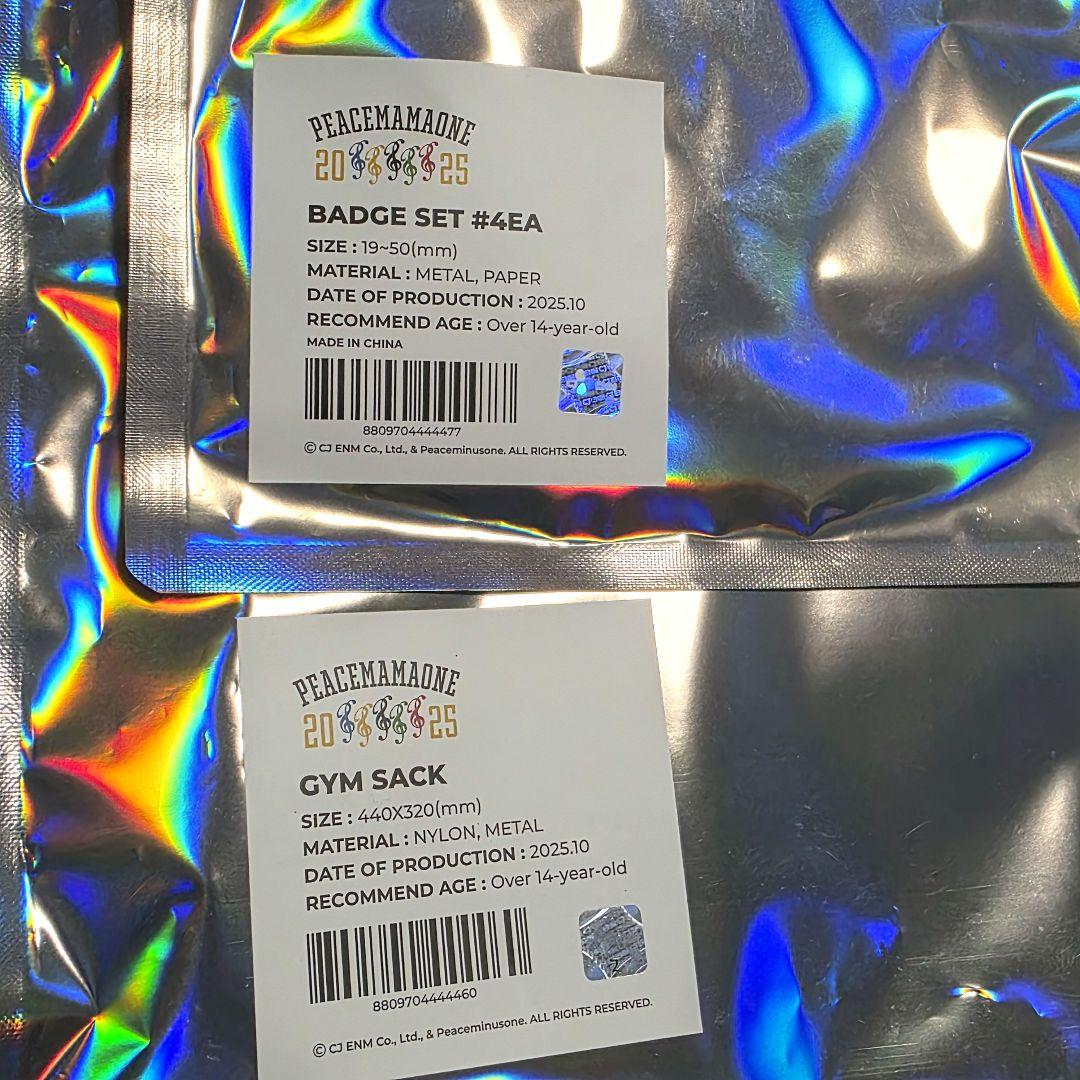 PEACEMAMAONE
20 25
BADGE SET #4EA
SIZE : 19~50(mm)
MATERIAL : METAL, PAPER
DATE OF PRODUCTION : 2025.10
RECOMMEND AGE : Over 14-year-old
MADE IN CHINA
8809704444477
© CJ ENM Co., Ltd., & Peaceminusone. ALL RIGHTS RESERVED.
PEACEMAMAONE
20 25
GYM SACK
SIZE : 440X320(mm)
MATERIAL : NYLON, METAL
DATE OF PRODUCTION : 2025.10
RECOMMEND AGE : Over 14-year-old
8809704444460
© CJ ENM Co., Ltd., & Peaceminusone. ALL RIGHTS RESERVED.